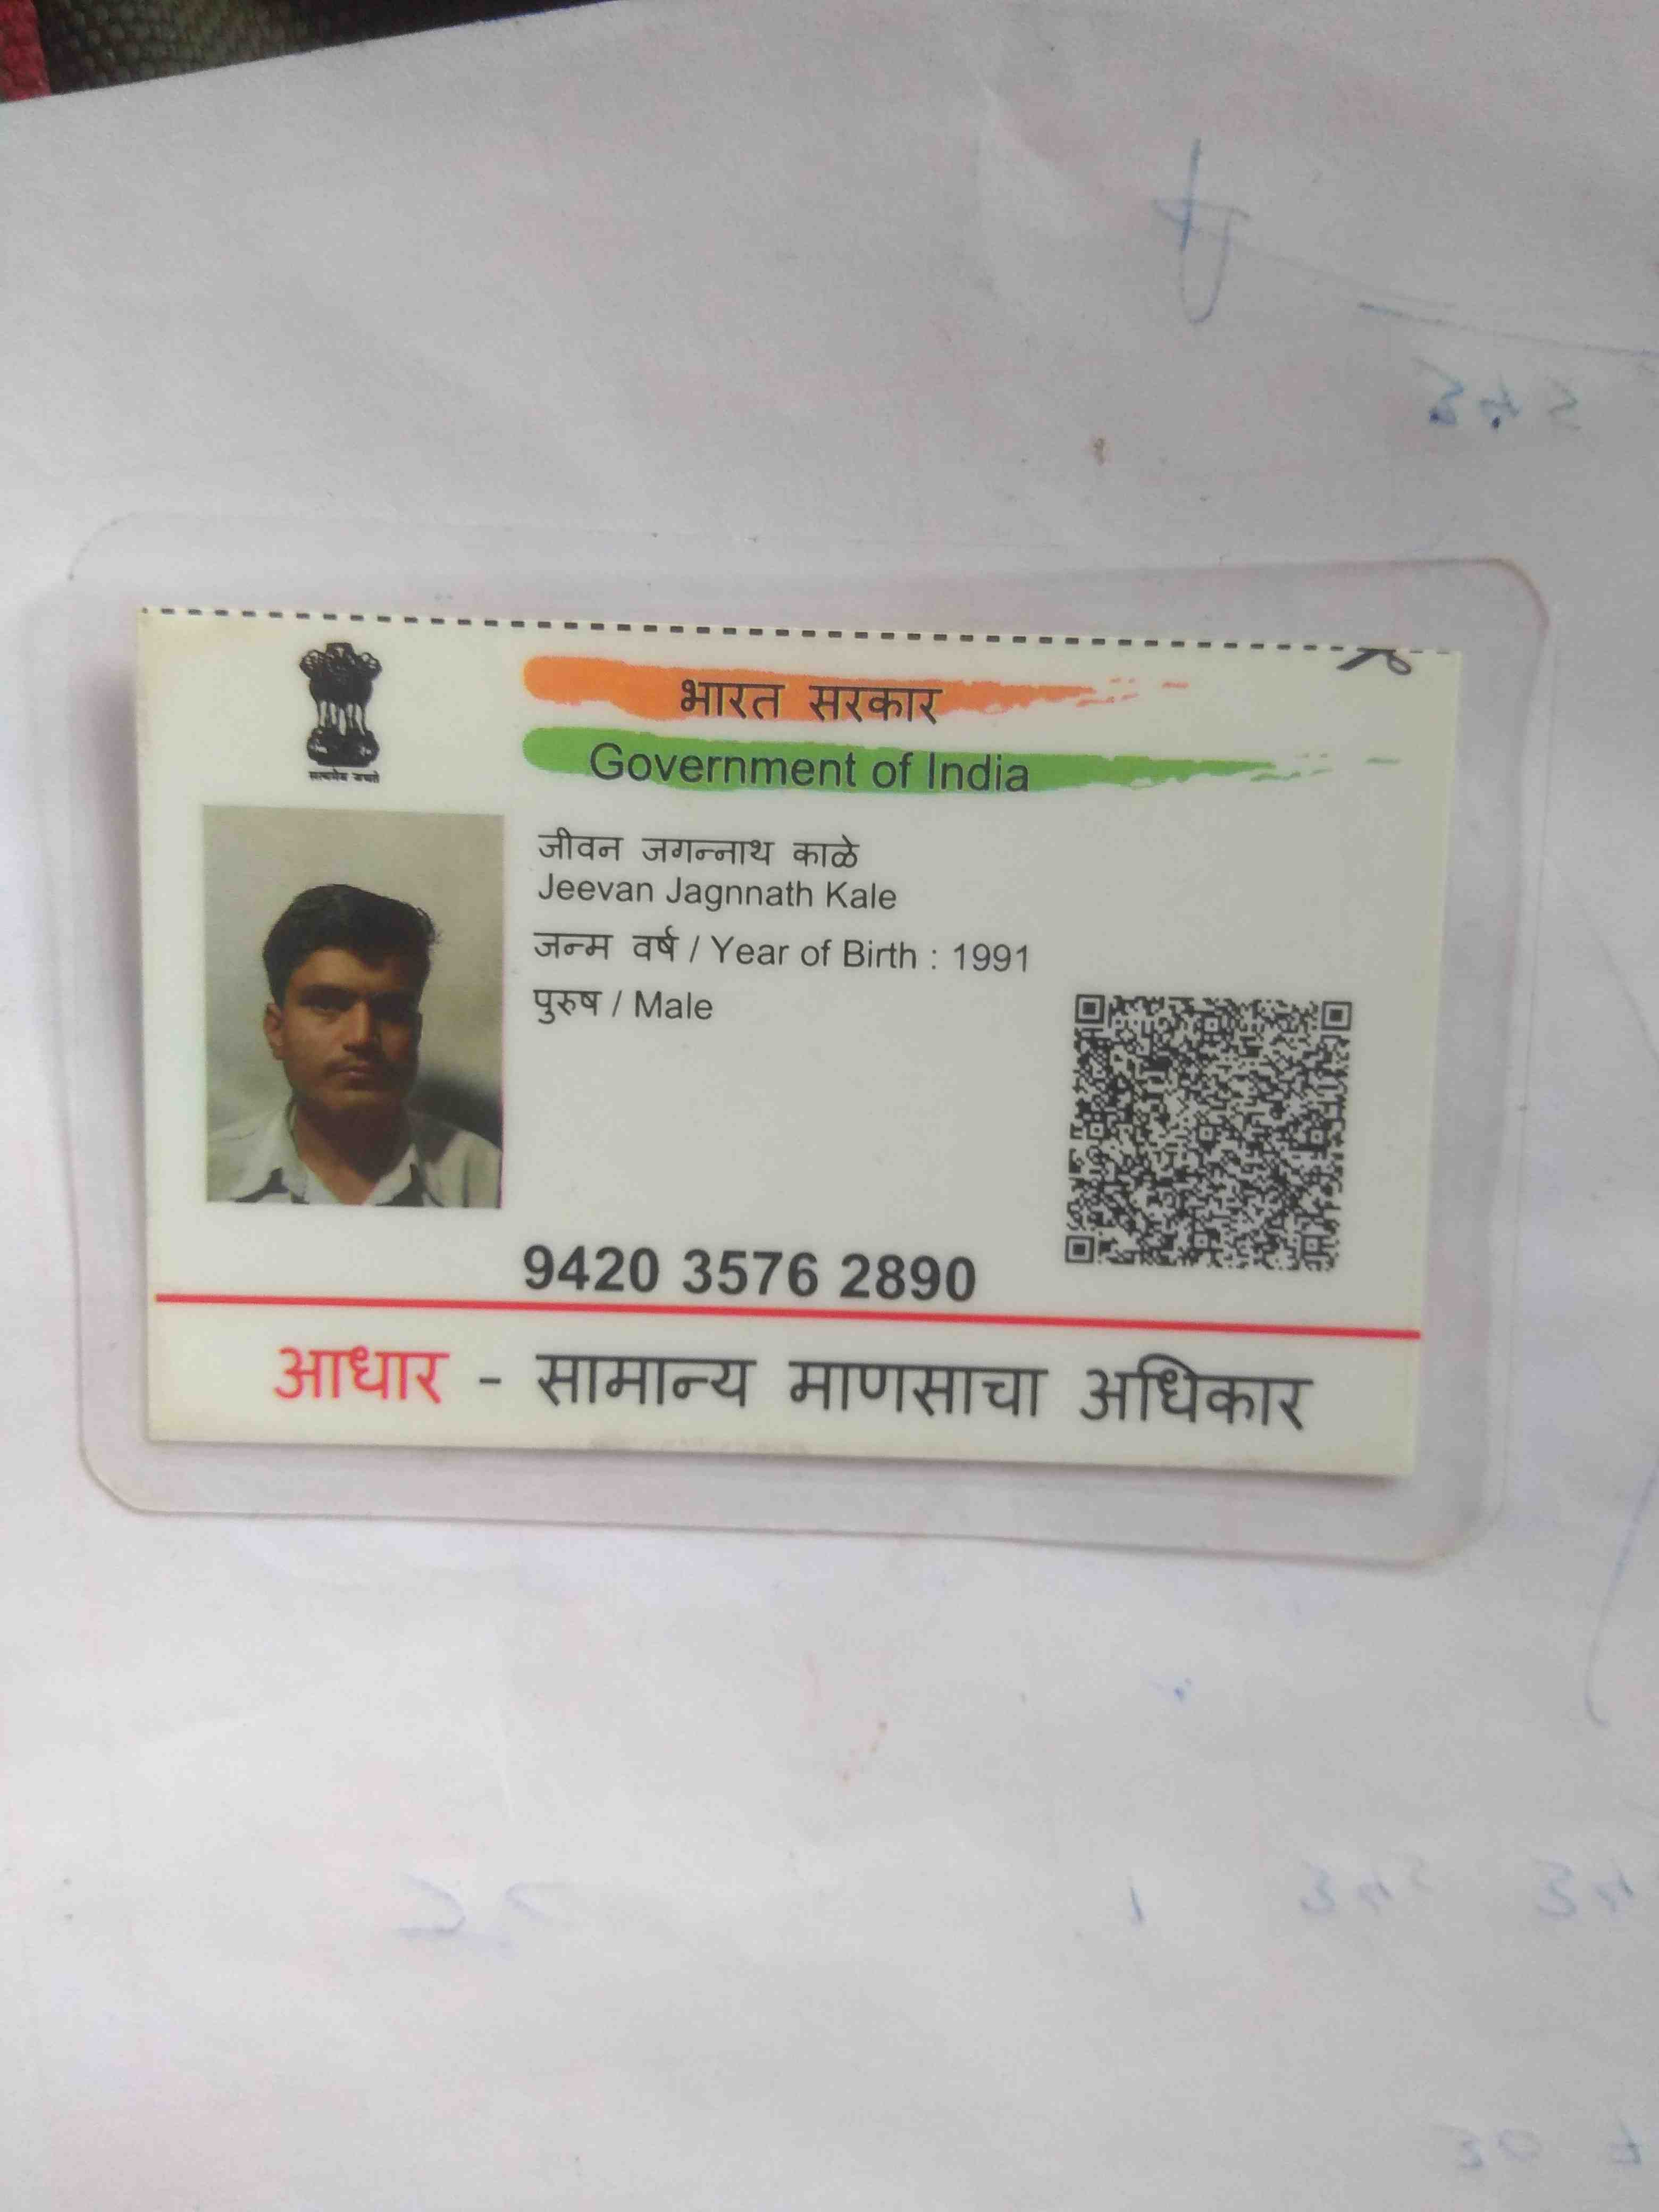 सत्यमेव जयते
भारत सरकार
Government of India
जीवन जगन्नाथ काळे
Jeevan Jagnnath Kale
जन्म वर्ष / Year of Birth : 1991
पुरुष / Male
9420 3576 2890
आधार - सामान्य माणसाचा अधिकार